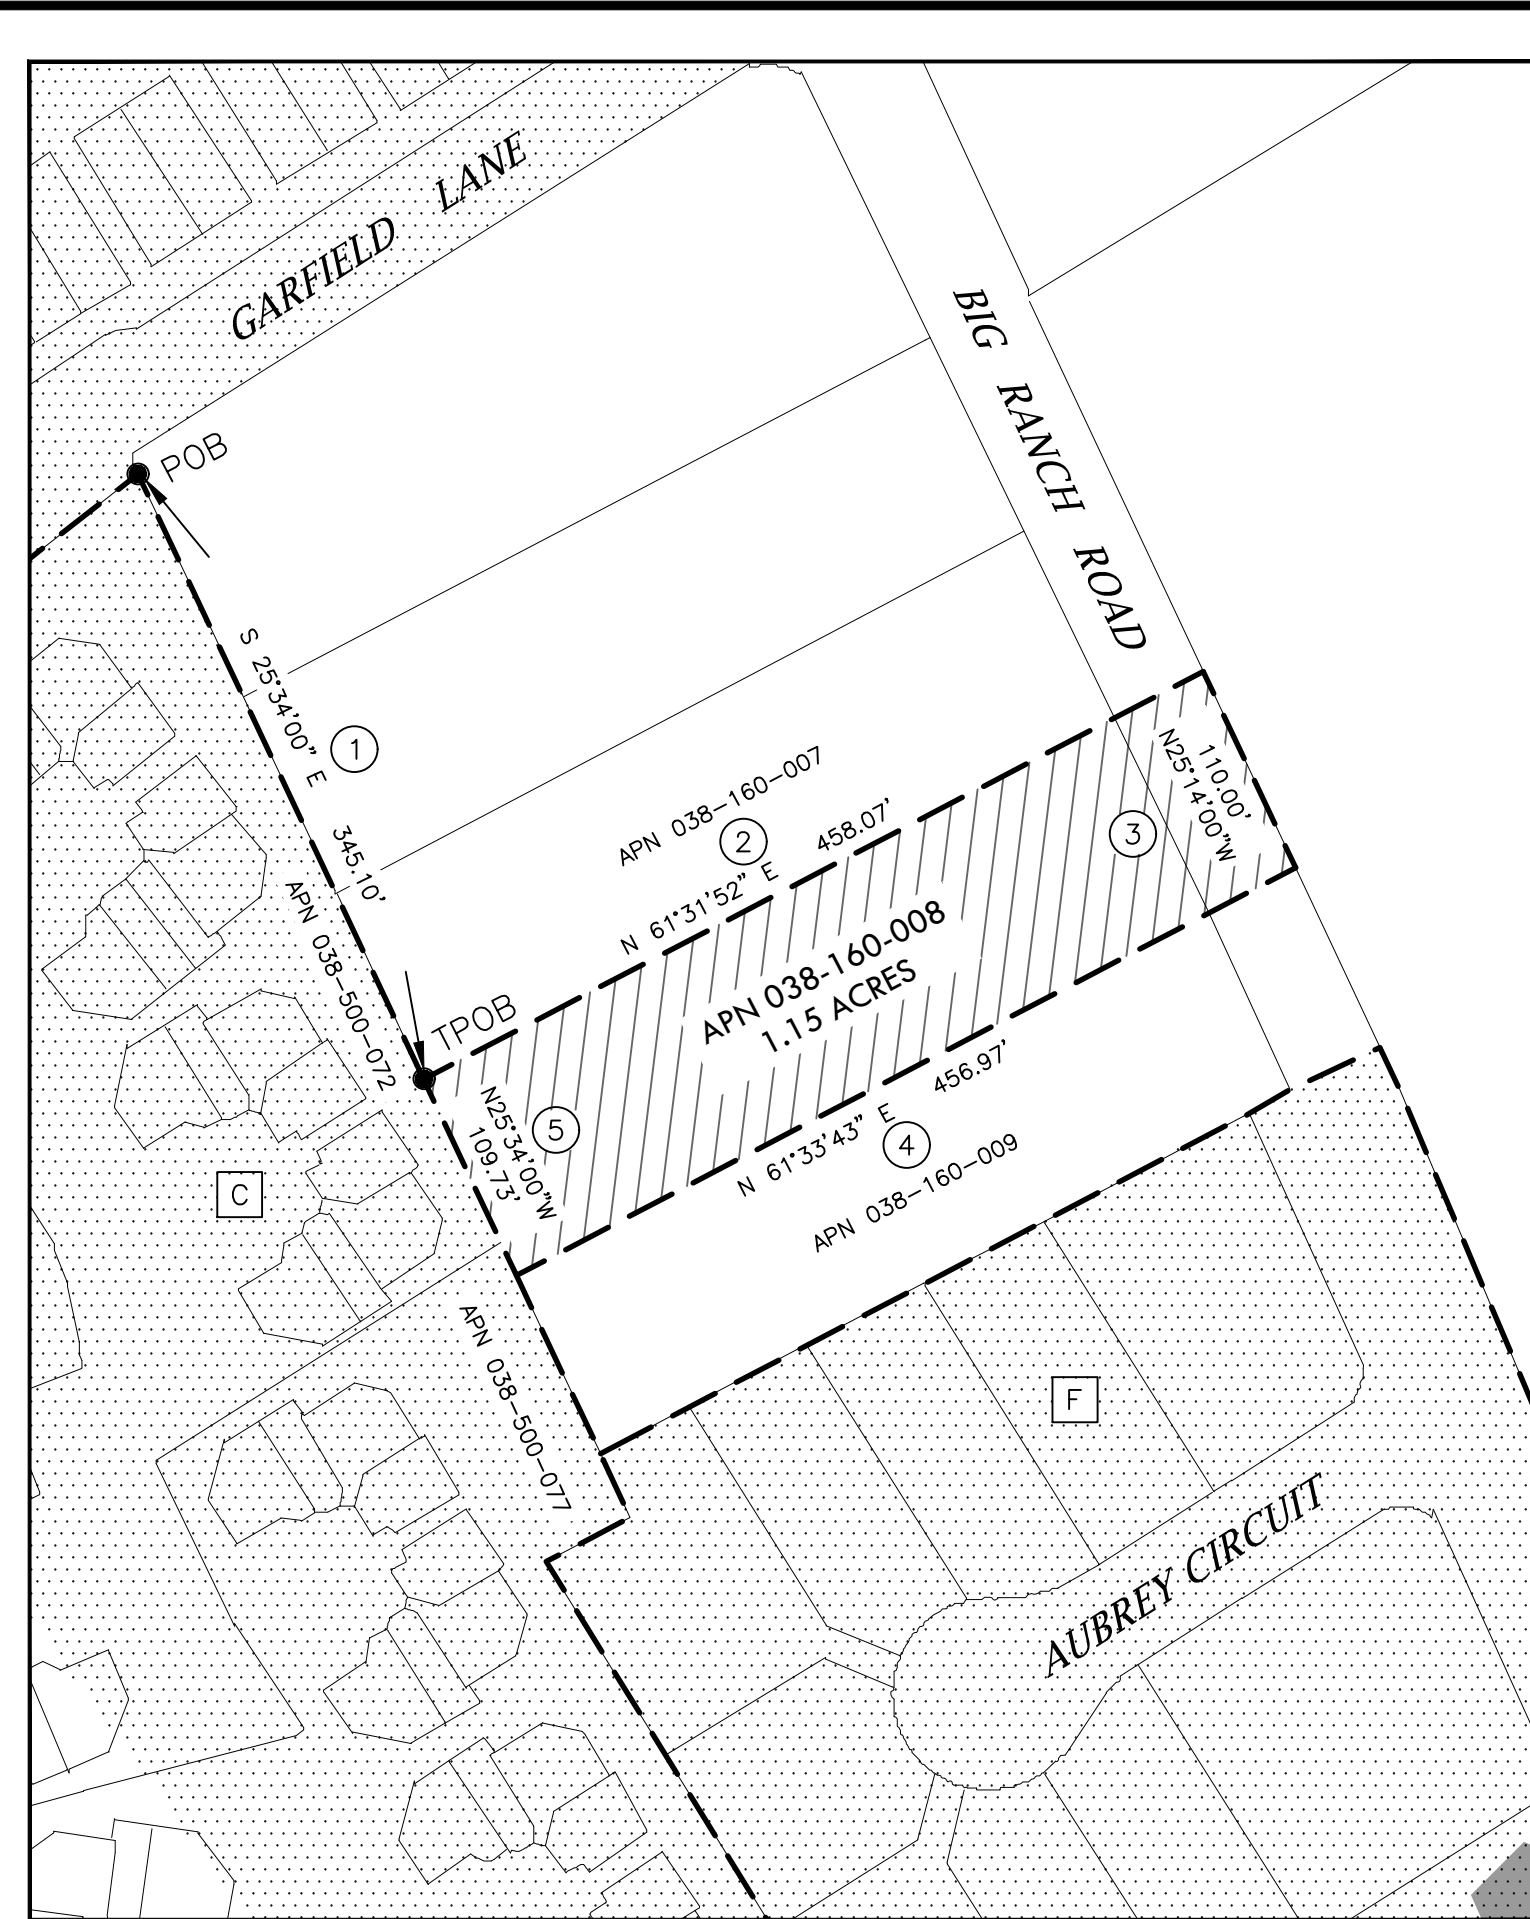 GARFIELD LANE
BIG RANCH ROAD
POB
S 25°34'00" E 345.10'
1
APN 038-160-007
2
N 61°31'52" E 458.07'
3
N25°14'00"W
110.00'
APN 038-500-072
TPOB
APN 038-160-008
1.15 ACRES
N25°34'00"W
109.73'
5
N 61°33'43" E 456.97'
4
APN 038-160-009
C
APN 038-500-077
F
AUBREY CIRCUIT